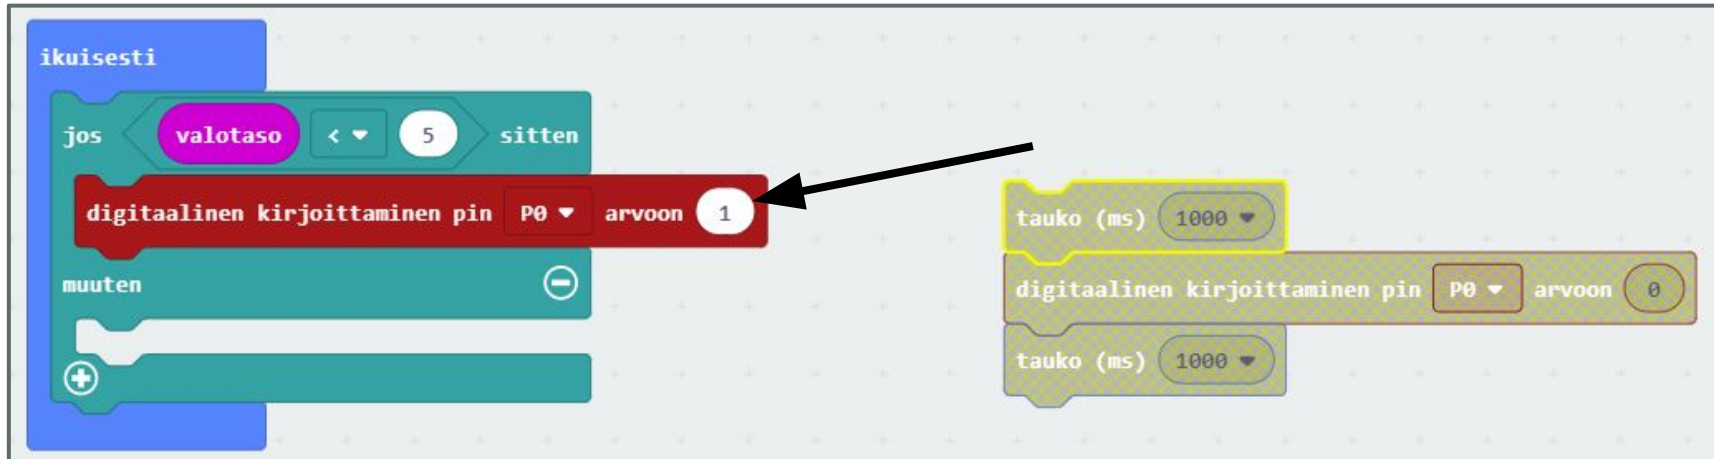 ikuisesti
jos valotaso < 5 sitten
digitaalinen kirjoittaminen pin P0 arvoon 1
muuten
tauko (ms) 1000
digitaalinen kirjoittaminen pin P0 arvoon 0
tauko (ms) 1000